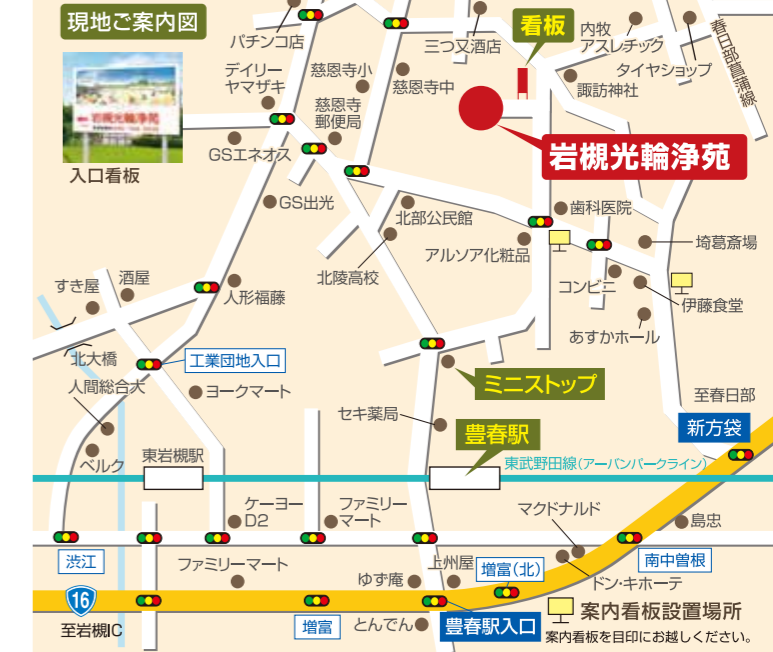 現地ご案内図
パチンコ店
三つ又酒店
看板
内牧
アスレチック
タイヤショップ
春日部菖蒲線
デイリー
ヤマザキ
慈恩寺小
慈恩寺中
諏訪神社
慈恩寺
郵便局
岩槻光輪浄苑
入口看板
GSエネオス
岩槻光輪浄苑
GS出光
北部公民館
歯科医院
アルソア化粧品
埼葛斎場
北陵高校
コンビニ
すき屋
酒屋
人形福藤
伊藤食堂
あすかホール
北大橋
工業団地入口
人間総合大
ヨークマート
ミニストップ
至春日部
セキ薬局
豊春駅
新方袋
ベルク
東岩槻駅
東武野田線(アーバンパークライン)
ケーヨー
D2
ファミリー
マート
マクドナルド
島忠
渋江
ファミリーマート
上州屋
増富(北)
南中曽根
ゆず庵
ドン・キホーテ
16
至岩槻IC
増富
とんでん
豊春駅入口
案内看板設置場所
案内看板を目印にお越しください。